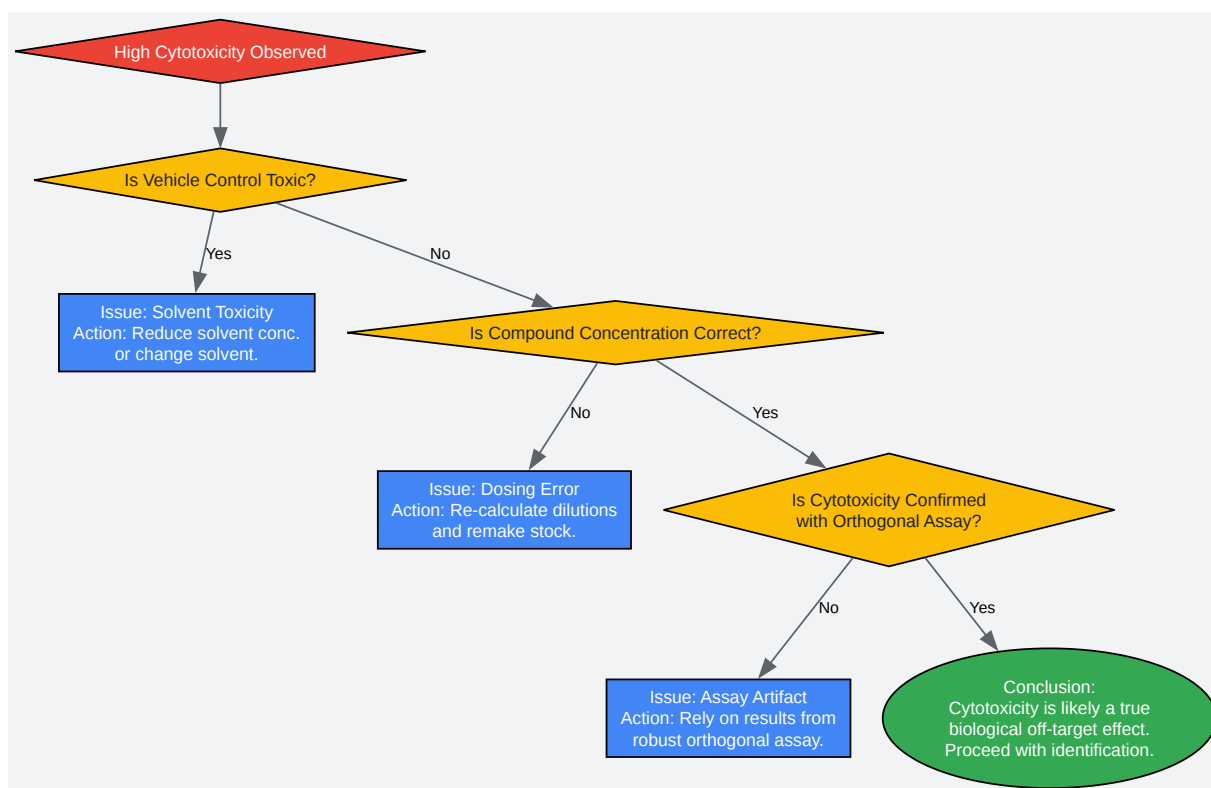 High Cytotoxicity Observed
Is Vehicle Control Toxic?
Yes
No
Issue: Solvent Toxicity
Action: Reduce solvent conc.
or change solvent.
Is Compound Concentration Correct?
No
Yes
Issue: Dosing Error
Action: Re-calculate dilutions
and remake stock.
Is Cytotoxicity Confirmed
with Orthogonal Assay?
No
Yes
Issue: Assay Artifact
Action: Rely on results from
robust orthogonal assay.
Conclusion:
Cytotoxicity is likely a true
biological off-target effect.
Proceed with identification.